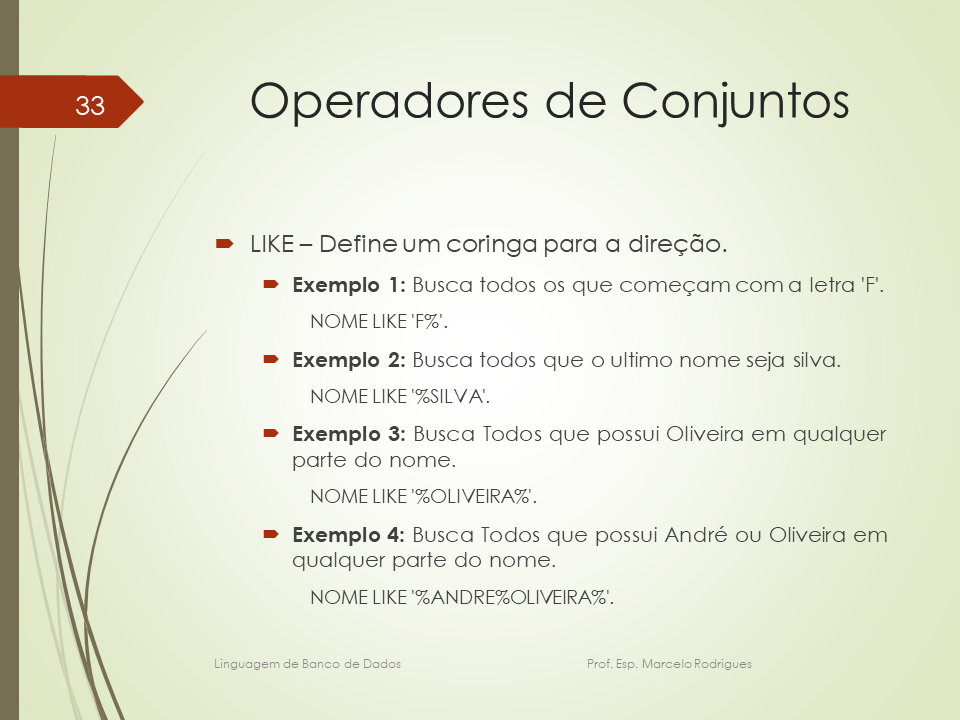 33
Operadores de Conjuntos
LIKE – Define um coringa para a direção.
Exemplo 1: Busca todos os que começam com a letra 'F'.
NOME LIKE 'F%'.
Exemplo 2: Busca todos que o ultimo nome seja silva.
NOME LIKE '%SILVA'.
Exemplo 3: Busca Todos que possui Oliveira em qualquer
parte do nome.
NOME LIKE '%OLIVEIRA%'.
Exemplo 4: Busca Todos que possui André ou Oliveira em
qualquer parte do nome.
NOME LIKE '%ANDRE%OLIVEIRA%'.
Linguagem de Banco de Dados Prof. Esp. Marcelo Rodrigues